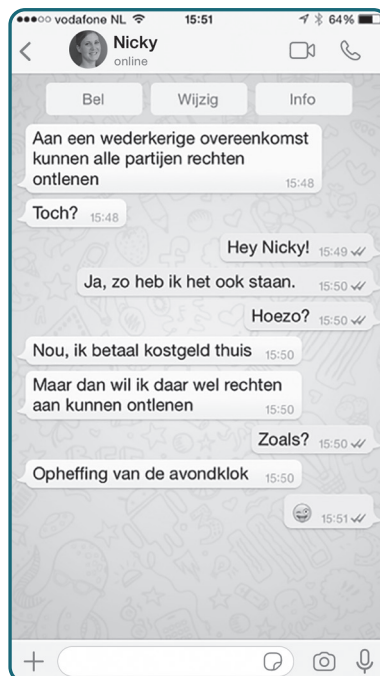 vodafone NL 15:51 64%
Nicky
online
Bel Wijzig Info
Aan een wederkerige overeenkomst
kunnen alle partijen rechten
ontlenen 15:48
Toch? 15:48
Hey Nicky! 15:49
Ja, zo heb ik het ook staan. 15:50
Hoezo? 15:50
Nou, ik betaal kostgeld thuis 15:50
Maar dan wil ik daar wel rechten
aan kunnen ontlenen 15:50
Zoals? 15:50
Opheffing van de avondklok 15:50
😜 15:51